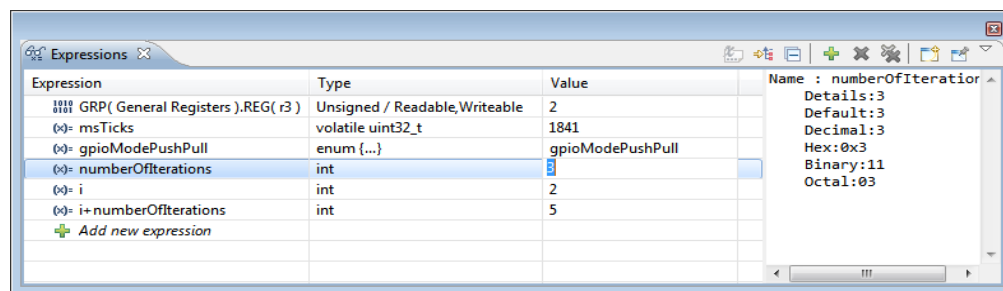 Expressions
Expression Type Value
GRP( General Registers ).REG( r3 ) Unsigned / Readable,Writeable 2
(x)= msTicks volatile uint32_t 1841
(x)= gpioModePushPull enum {...} gpioModePushPull
(x)= numberOfIterations int 3
(x)= i int 2
(x)= i+numberOfIterations int 5
Add new expression
Name : numberOfIteration
Details:3
Default:3
Decimal:3
Hex:0x3
Binary:11
Octal:03